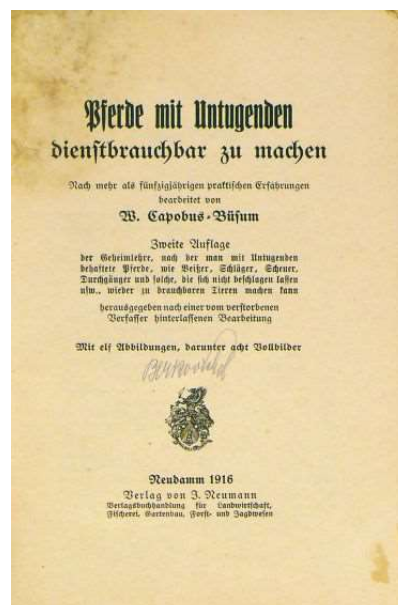 Pferde mit Untugenden
dienstbrauchbar zu machen
Nach mehr als fünfzigjährigen praktischen Erfahrungen
bearbeitet von
W. Capobus-Büsum
Zweite Auflage
der Geheimlehre, nach der man mit Untugenden
behaftete Pferde, wie Beißer, Schläger, Scheuer,
Durchgänger und solche, die sich nicht beschlagen lassen
usw., wieder zu brauchbaren Tieren machen kann
herausgegeben nach einer vom verstorbenen
Verfasser hinterlassenen Bearbeitung
Mit elf Abbildungen, darunter acht Vollbilder
Neudamm 1916
Verlag von J. Neumann
Verlagsbuchhandlung für Landwirtschaft,
Fischerei, Gartenbau, Forst- und Jagdwesen